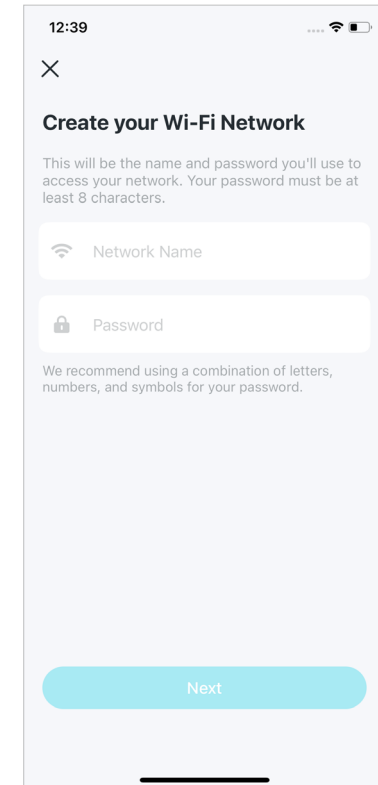 12:39
Create your Wi-Fi Network
This will be the name and password you'll use to
access your network. Your password must be at
least 8 characters.
Network Name
Password
We recommend using a combination of letters,
numbers, and symbols for your password.
Next